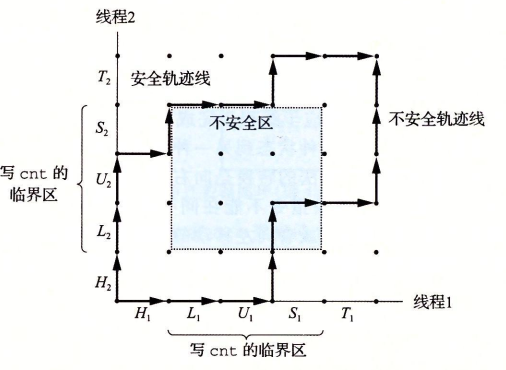 线程2
T₂
安全轨迹线
S₂
不安全区
不安全轨迹线
写 cnt 的
临界区
U₂
L₂
H₂
线程1
H₁ L₁ U₁ S₁ T₁
写 cnt 的临界区